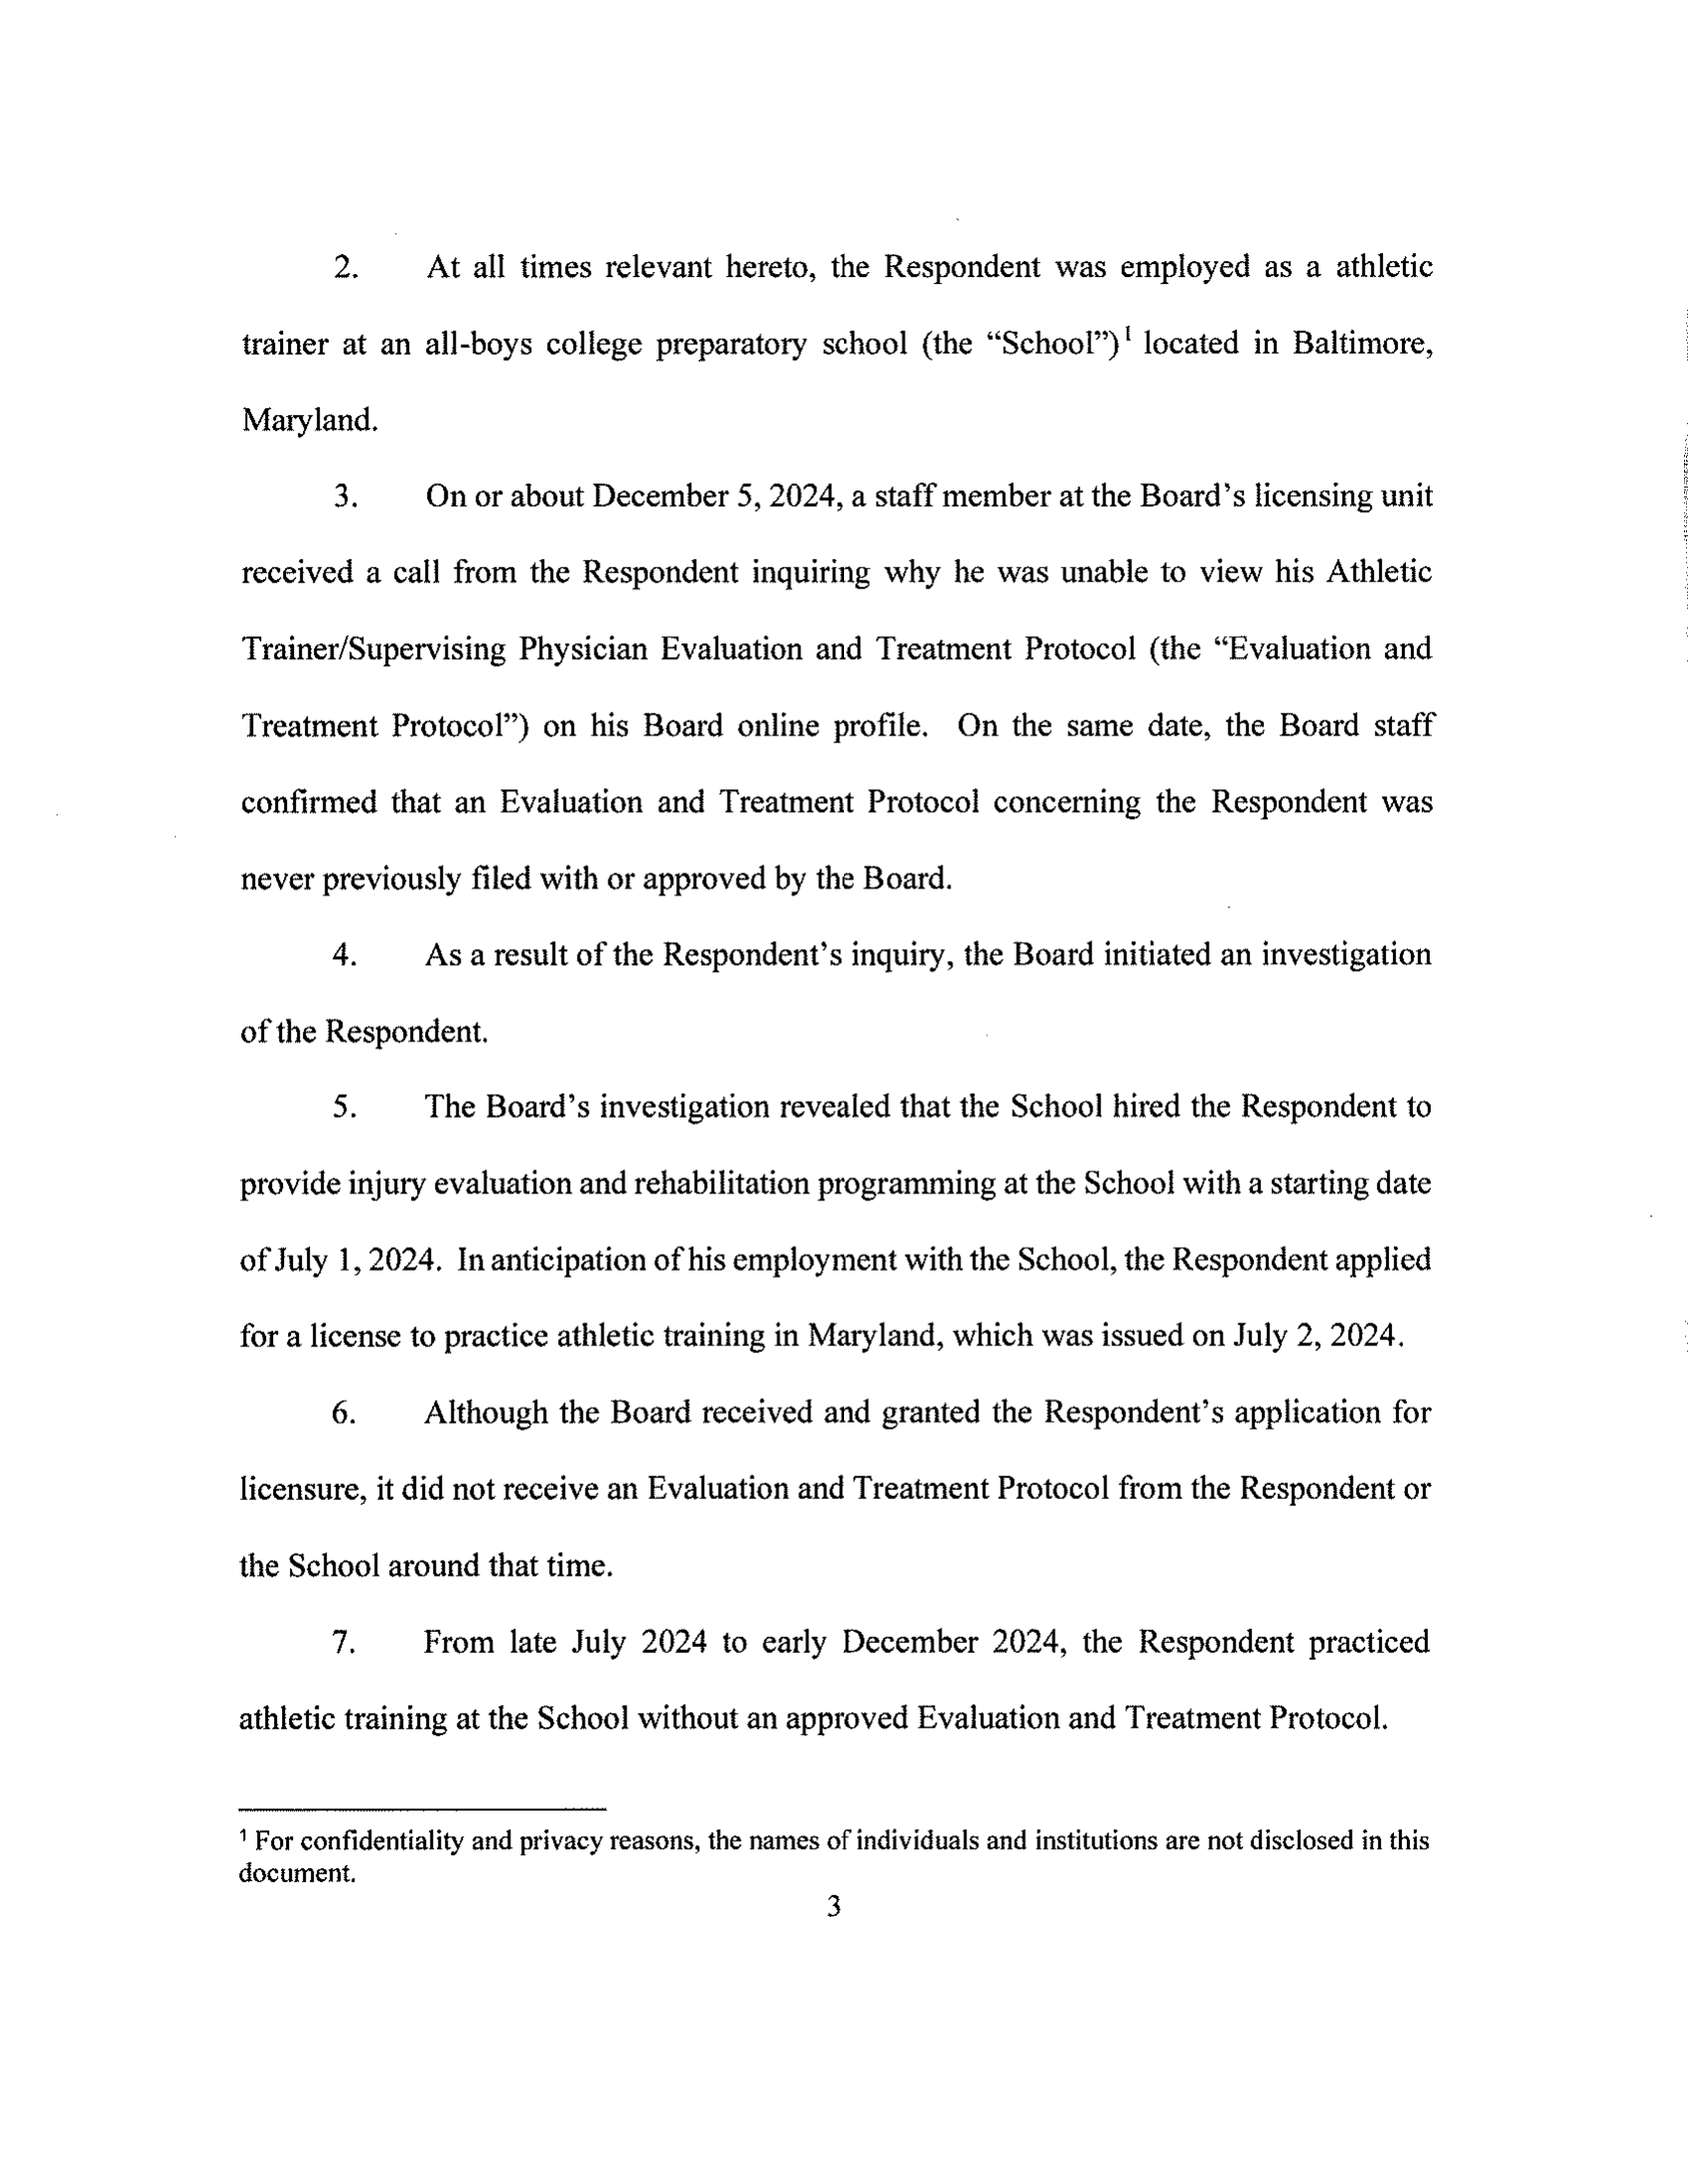 2. At all times relevant hereto, the Respondent was employed as a athletic
trainer at an all-boys college preparatory school (the “School”)¹ located in Baltimore,
Maryland.
3. On or about December 5, 2024, a staff member at the Board’s licensing unit
received a call from the Respondent inquiring why he was unable to view his Athletic
Trainer/Supervising Physician Evaluation and Treatment Protocol (the “Evaluation and
Treatment Protocol”) on his Board online profile. On the same date, the Board staff
confirmed that an Evaluation and Treatment Protocol concerning the Respondent was
never previously filed with or approved by the Board.
4. As a result of the Respondent’s inquiry, the Board initiated an investigation
of the Respondent.
5. The Board’s investigation revealed that the School hired the Respondent to
provide injury evaluation and rehabilitation programming at the School with a starting date
of July 1, 2024. In anticipation of his employment with the School, the Respondent applied
for a license to practice athletic training in Maryland, which was issued on July 2, 2024.
6. Although the Board received and granted the Respondent’s application for
licensure, it did not receive an Evaluation and Treatment Protocol from the Respondent or
the School around that time.
7. From late July 2024 to early December 2024, the Respondent practiced
athletic training at the School without an approved Evaluation and Treatment Protocol.
¹ For confidentiality and privacy reasons, the names of individuals and institutions are not disclosed in this
document.
3